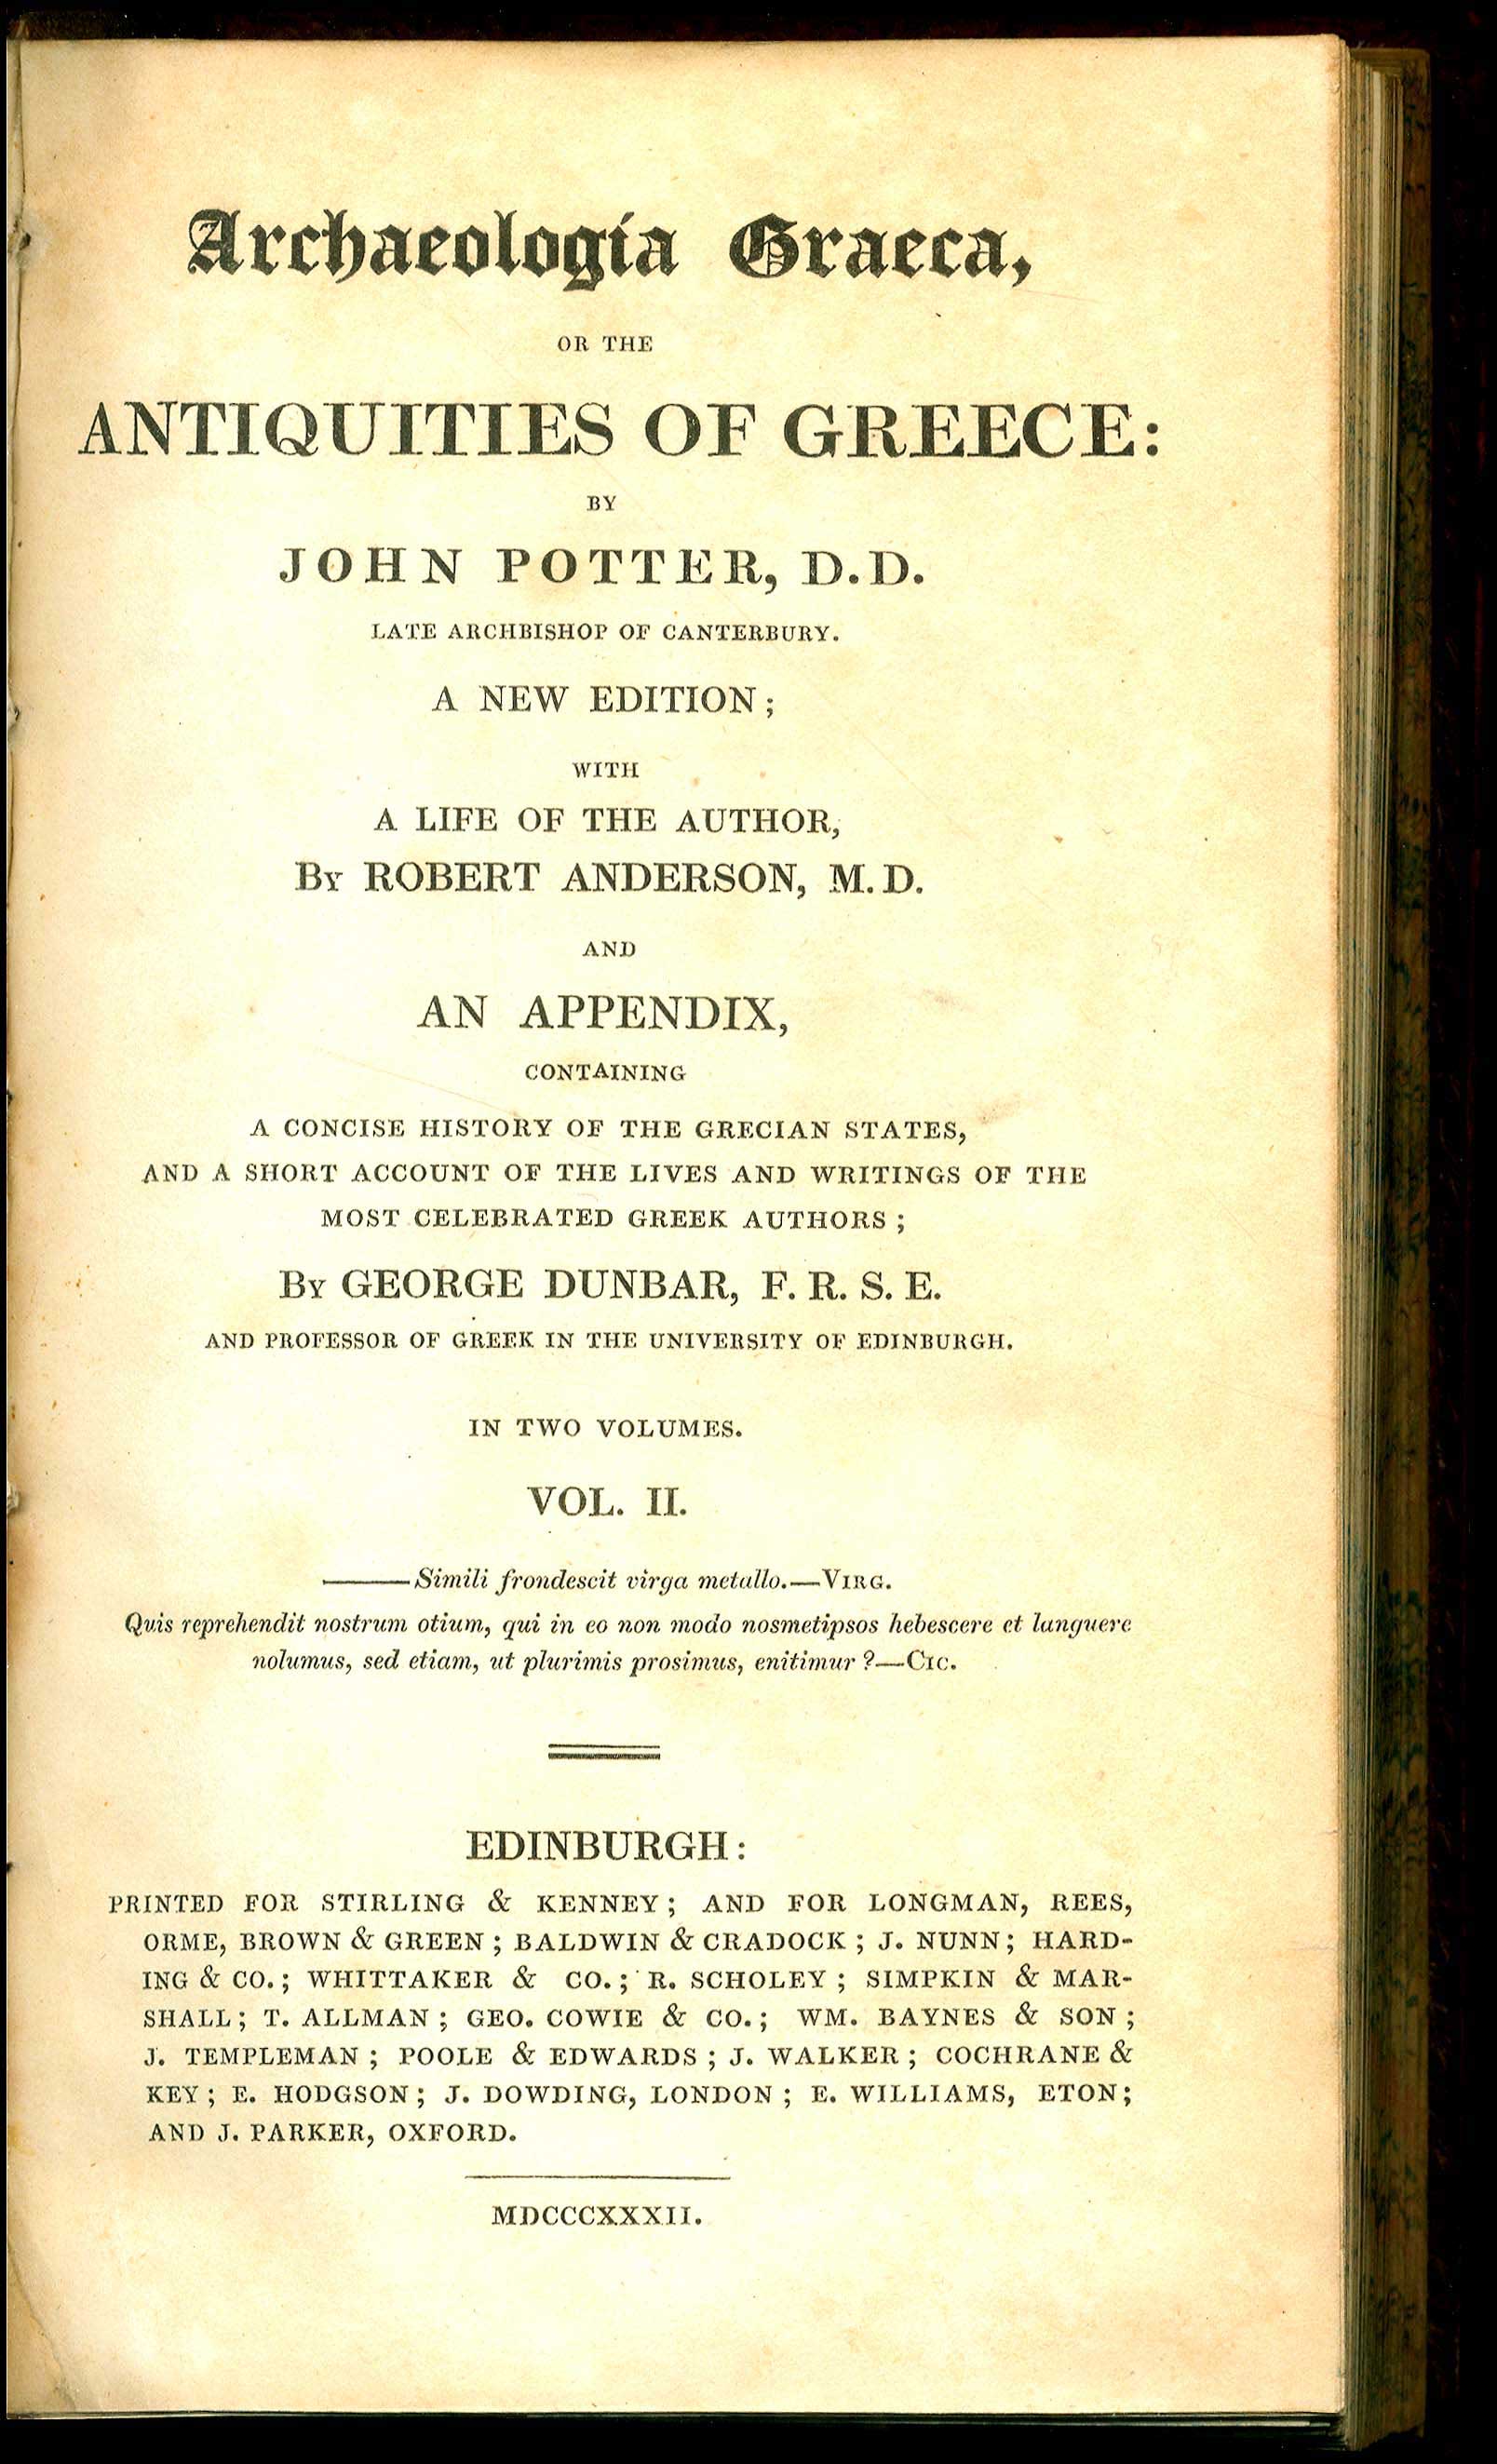 Archaeologia Graeca,
OR THE
ANTIQUITIES OF GREECE:
BY
JOHN POTTER, D.D.
LATE ARCHBISHOP OF CANTERBURY.
A NEW EDITION;
WITH
A LIFE OF THE AUTHOR,
By ROBERT ANDERSON, M.D.
AND
AN APPENDIX,
CONTAINING
A CONCISE HISTORY OF THE GRECIAN STATES,
AND A SHORT ACCOUNT OF THE LIVES AND WRITINGS OF THE
MOST CELEBRATED GREEK AUTHORS;
By GEORGE DUNBAR, F. R. S. E.
AND PROFESSOR OF GREEK IN THE UNIVERSITY OF EDINBURGH.
IN TWO VOLUMES.
VOL. II.
——Simili frondescit virga metallo.—VIRG.
Quis reprehendit nostrum otium, qui in eo non modo nosmetipsos hebescere et languere
nolumus, sed etiam, ut plurimis prosimus, enitimur?—CIC.
EDINBURGH:
PRINTED FOR STIRLING & KENNEY; AND FOR LONGMAN, REES,
ORME, BROWN & GREEN; BALDWIN & CRADOCK; J. NUNN; HARD-
ING & CO.; WHITTAKER & CO.; R. SCHOLEY; SIMPKIN & MAR-
SHALL; T. ALLMAN; GEO. COWIE & CO.; WM. BAYNES & SON;
J. TEMPLEMAN; POOLE & EDWARDS; J. WALKER; COCHRANE &
KEY; E. HODGSON; J. DOWDING, LONDON; E. WILLIAMS, ETON;
AND J. PARKER, OXFORD.
MDCCCXXXII.